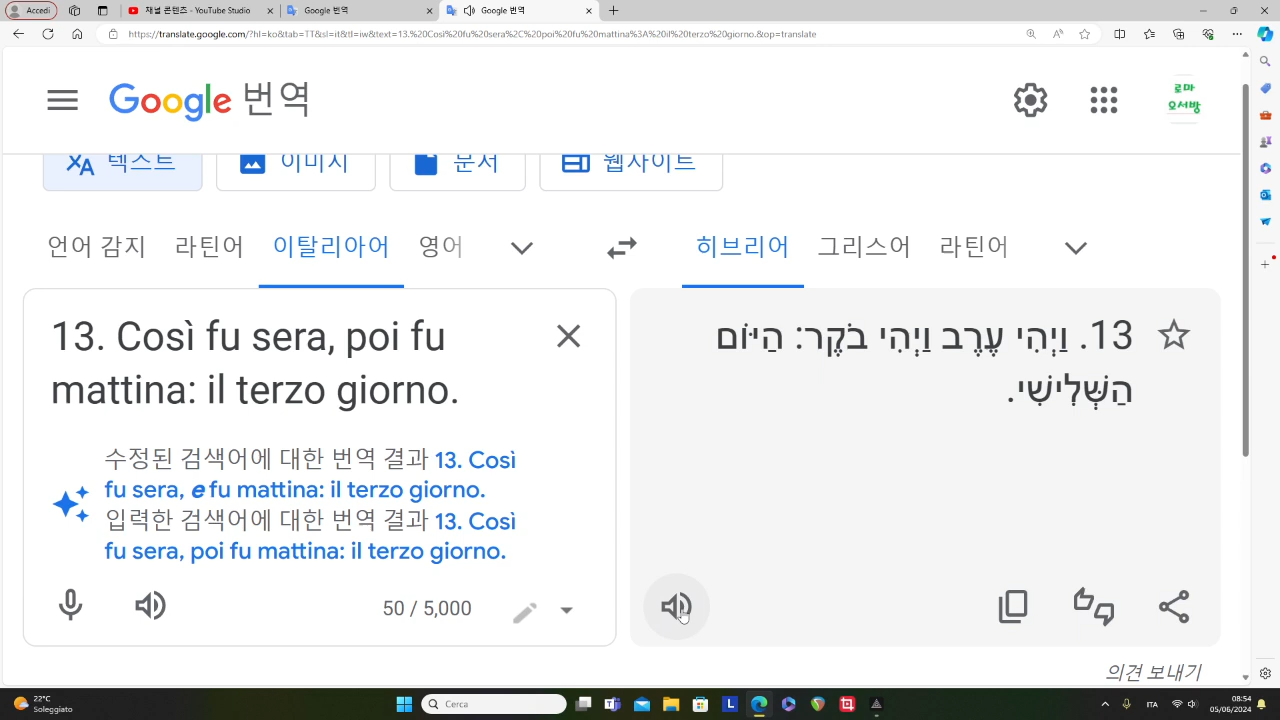 Accedi
재널 콘텐츠 - YouTube Studio
Google 번역
Google 번역
https://translate.google.com/?hl=ko&tab=TT&sl=it&tl=iw&text=13.%20Così%20fu%20sera%2C%20poi%20fu%20mattina%3A%20il%20terzo%20giorno.&op=translate
Google 번역
로마
오서방
텍스트
이미지
문서
웹사이트
언어 감지
라틴어
이탈리아어
영어
히브리어
그리스어
라틴어
13. Così fu sera, poi fu
mattina: il terzo giorno.
13. וַיְהִי עֶרֶב וַיְהִי בֹקֶר: הַיּוֹם
הַשְּׁלִישִׁי.
수정된 검색어에 대한 번역 결과 13. Così
fu sera, e fu mattina: il terzo giorno.
입력한 검색어에 대한 번역 결과 13. Così
fu sera, poi fu mattina: il terzo giorno.
50 / 5,000
의견 보내기
22°C
Soleggiato
Cerca
ITA
08:54
05/06/2024